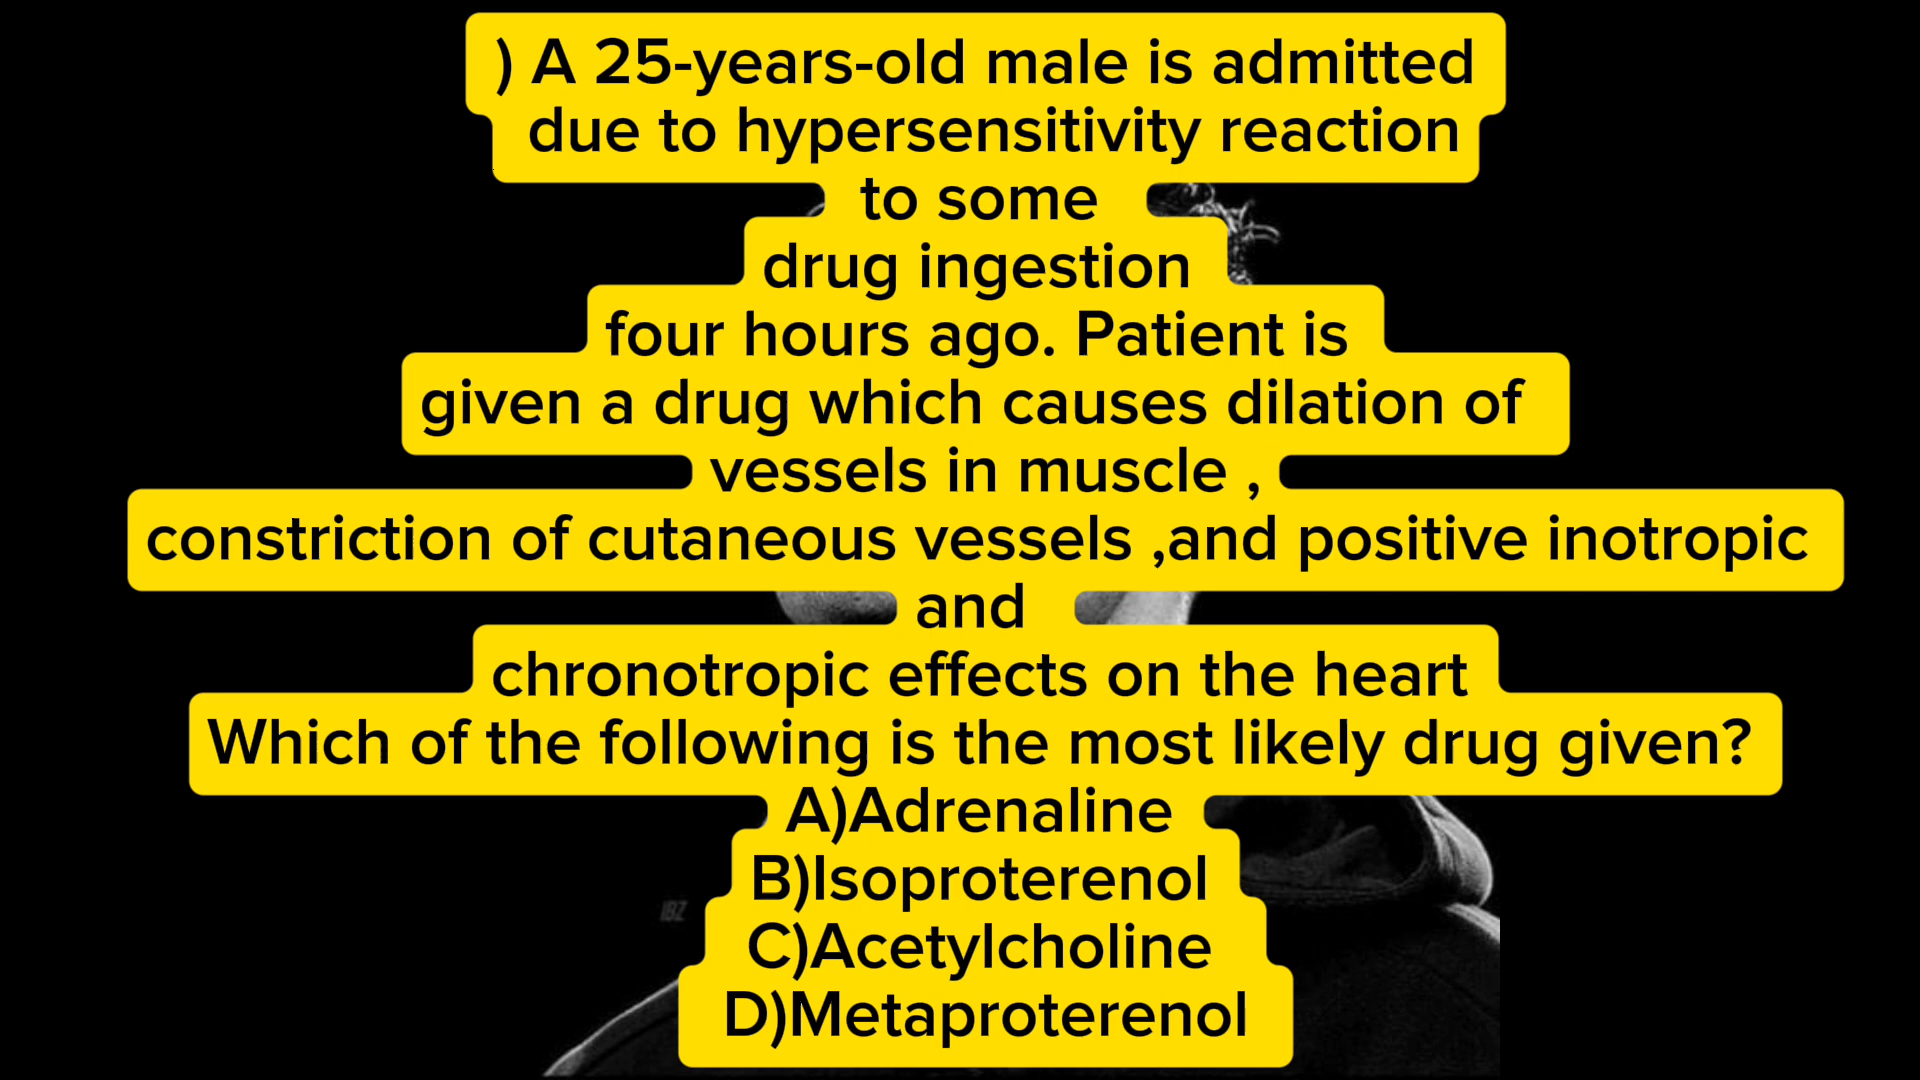 ) A 25-years-old male is admitted
due to hypersensitivity reaction
to some
drug ingestion
four hours ago. Patient is
given a drug which causes dilation of
vessels in muscle ,
constriction of cutaneous vessels ,and positive inotropic
and
chronotropic effects on the heart
Which of the following is the most likely drug given?
A)Adrenaline
B)Isoproterenol
C)Acetylcholine
D)Metaproterenol
IBZ